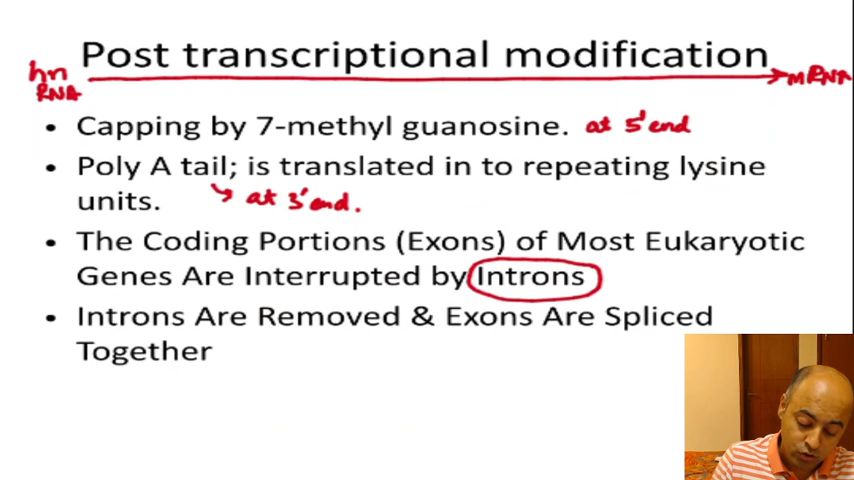 Post transcriptional modification
hn
RNA
mRNA
• Capping by 7-methyl guanosine. at 5' end
• Poly A tail; is translated in to repeating lysine
units. at 3' end.
• The Coding Portions (Exons) of Most Eukaryotic
Genes Are Interrupted by Introns
• Introns Are Removed & Exons Are Spliced
Together